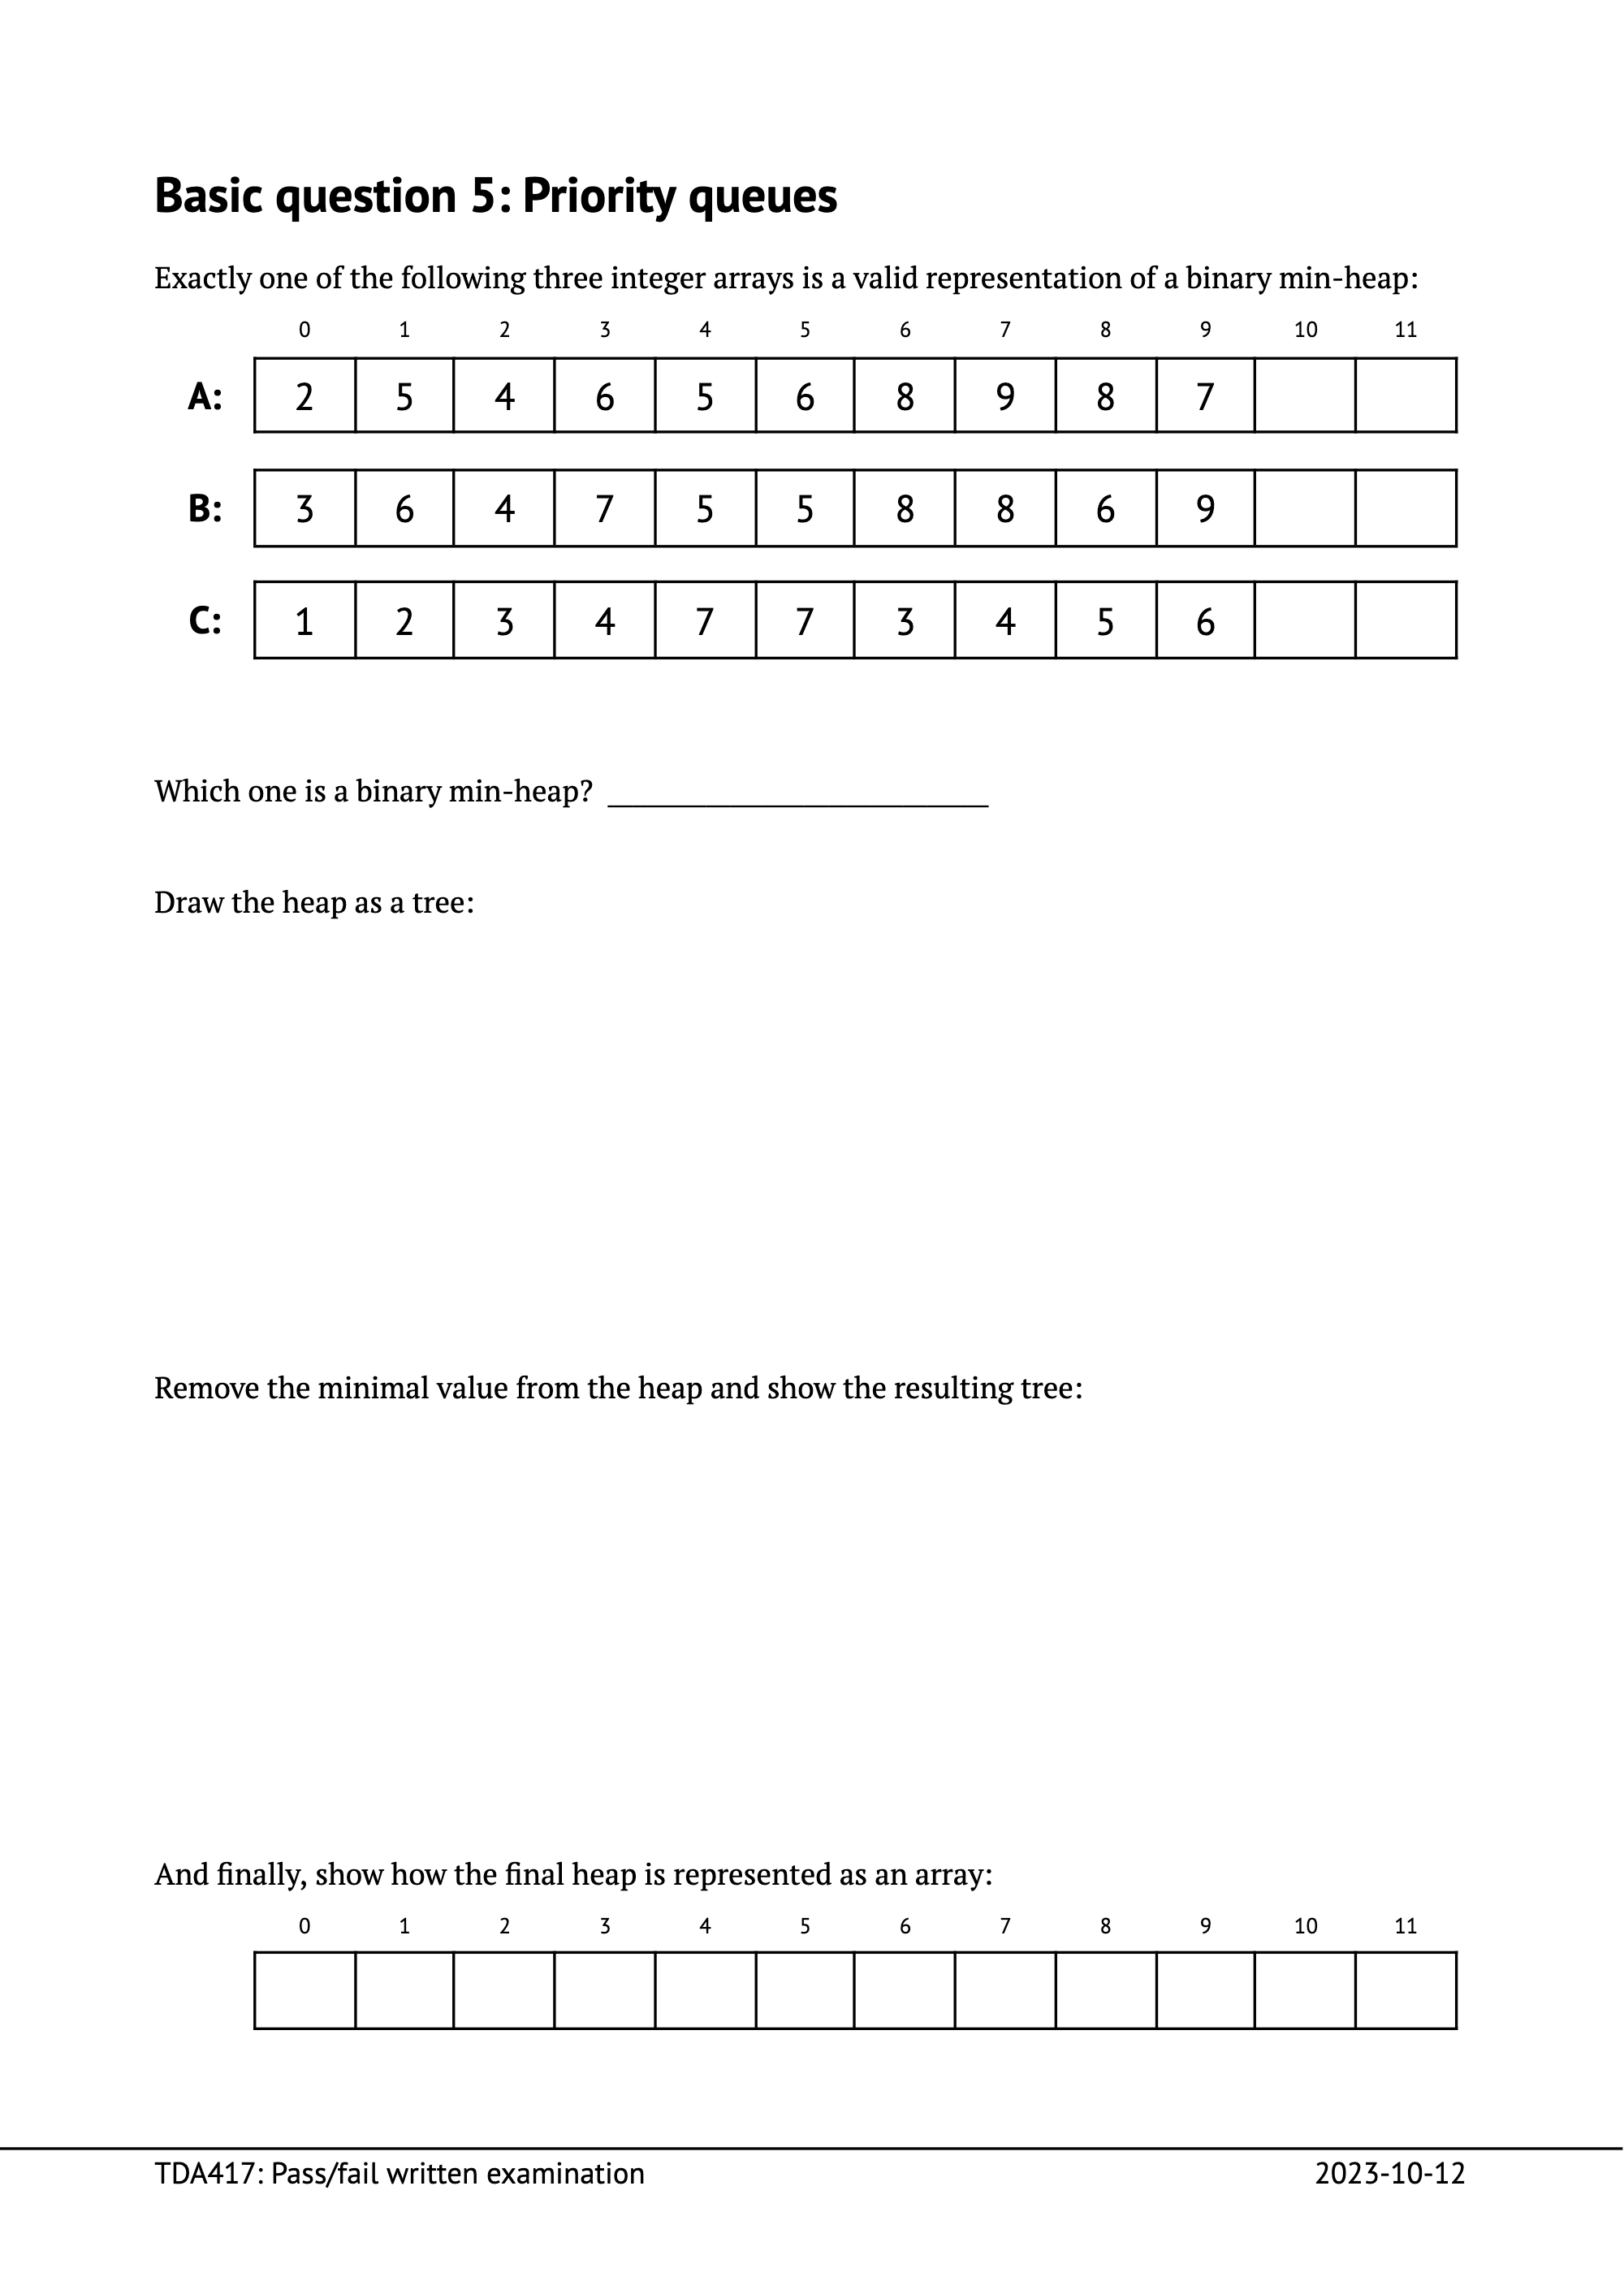 Basic question 5: Priority queues
Exactly one of the following three integer arrays is a valid representation of a binary min-heap:
0 1 2 3 4 5 6 7 8 9 10 11
A: 2 5 4 6 5 6 8 9 8 7
B: 3 6 4 7 5 5 8 8 6 9
C: 1 2 3 4 7 7 3 4 5 6
Which one is a binary min-heap? ________________________
Draw the heap as a tree:
Remove the minimal value from the heap and show the resulting tree:
And finally, show how the final heap is represented as an array:
0 1 2 3 4 5 6 7 8 9 10 11
TDA417: Pass/fail written examination 2023-10-12